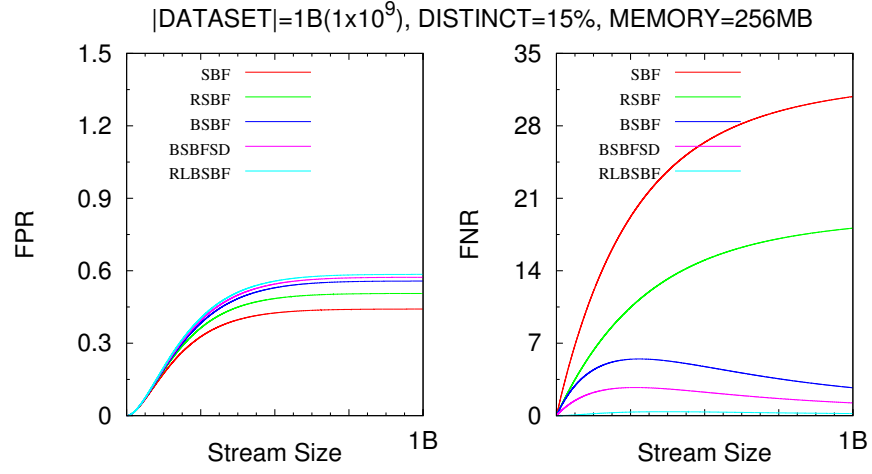 |DATASET|=1B(1x10^9), DISTINCT=15%, MEMORY=256MB
FPR
1.5
1.2
0.9
0.6
0.3
0
SBF
RSBF
BSBF
BSBFSD
RLBSBF
Stream Size
1B
FNR
35
28
21
14
7
0
SBF
RSBF
BSBF
BSBFSD
RLBSBF
Stream Size
1B